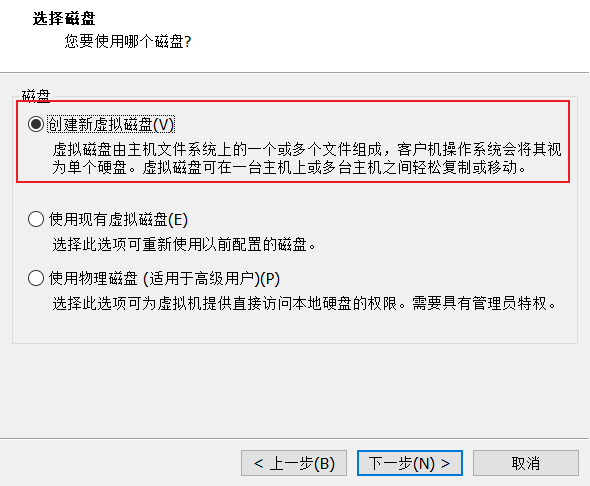 选择磁盘
您要使用哪个磁盘?
磁盘
创建新虚拟磁盘(V)
虚拟磁盘由主机文件系统上的一个或多个文件组成，客户机操作系统会将其视
为单个硬盘。虚拟磁盘可在一台主机上或多台主机之间轻松复制或移动。
使用现有虚拟磁盘(E)
选择此选项可重新使用以前配置的磁盘。
使用物理磁盘 (适用于高级用户)(P)
选择此选项可为虚拟机提供直接访问本地硬盘的权限。需要具有管理员特权。
< 上一步(B)
下一步(N) >
取消